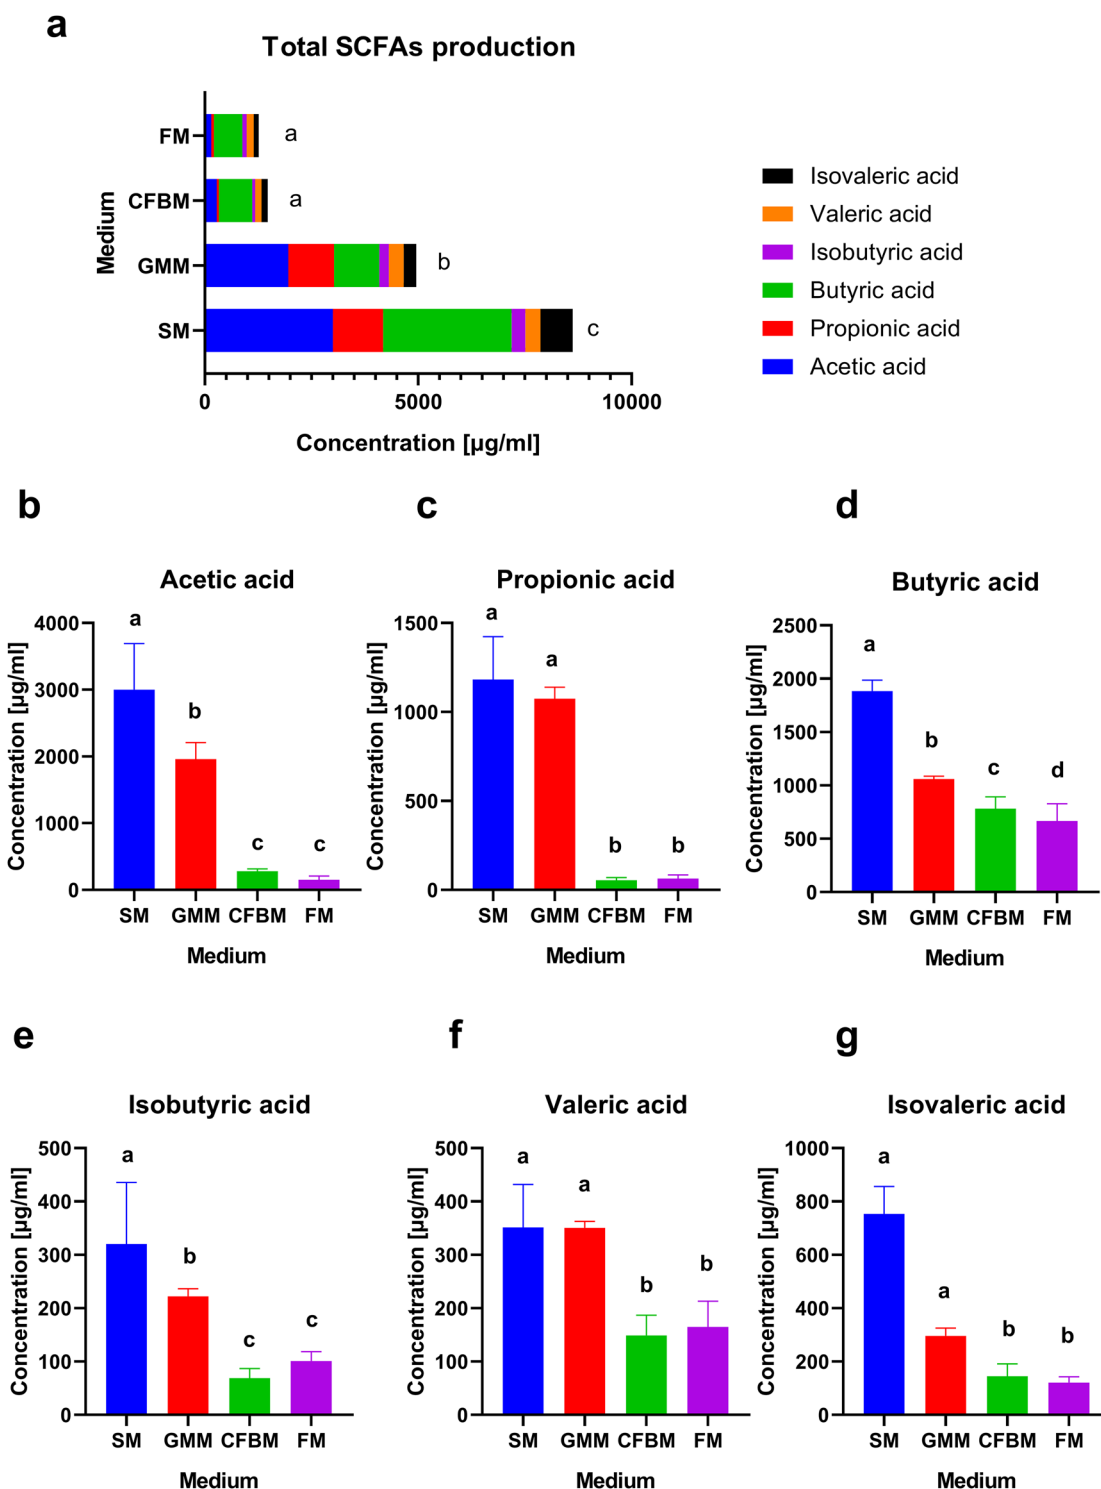 a
Total SCFAs production
Medium
FM
a
CFBM
a
GMM
b
SM
c
0
5000
10000
Concentration [µg/ml]
Isovaleric acid
Valeric acid
Isobutyric acid
Butyric acid
Propionic acid
Acetic acid
b
Acetic acid
Concentration [µg/ml]
4000
3000
2000
1000
0
a
b
c
c
SM GMM CFBM FM
Medium
c
Propionic acid
Concentration [µg/ml]
1500
1000
500
0
a
a
b
b
SM GMM CFBM FM
Medium
d
Butyric acid
Concentration [µg/ml]
2500
2000
1500
1000
500
0
a
b
c
d
SM GMM CFBM FM
Medium
e
Isobutyric acid
Concentration [µg/ml]
500
400
300
200
100
0
a
b
c
c
SM GMM CFBM FM
Medium
f
Valeric acid
Concentration [µg/ml]
500
400
300
200
100
0
a
a
b
b
SM GMM CFBM FM
Medium
g
Isovaleric acid
Concentration [µg/ml]
1000
800
600
400
200
0
a
a
b
b
SM GMM CFBM FM
Medium